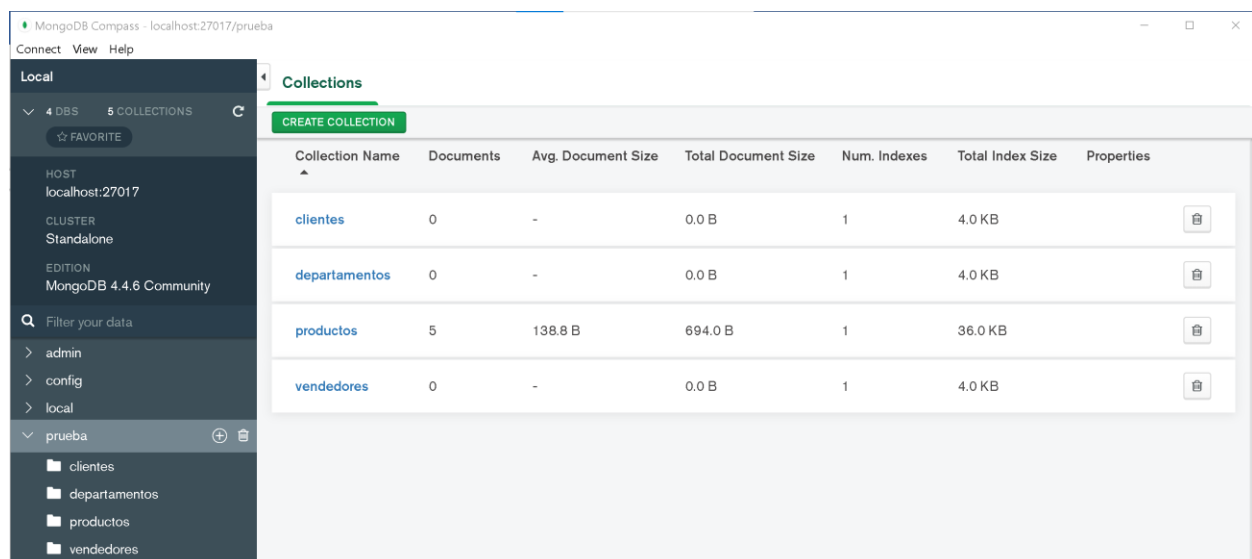 MongoDB Compass - localhost:27017/prueba
Connect View Help
Local
4 DBS 5 COLLECTIONS
FAVORITE
HOST
localhost:27017
CLUSTER
Standalone
EDITION
MongoDB 4.4.6 Community
Filter your data
admin
config
local
prueba
clientes
departamentos
productos
vendedores
Collections
CREATE COLLECTION
Collection Name Documents Avg. Document Size Total Document Size Num. Indexes Total Index Size Properties
clientes 0 - 0.0 B 1 4.0 KB
departamentos 0 - 0.0 B 1 4.0 KB
productos 5 138.8 B 694.0 B 1 36.0 KB
vendedores 0 - 0.0 B 1 4.0 KB